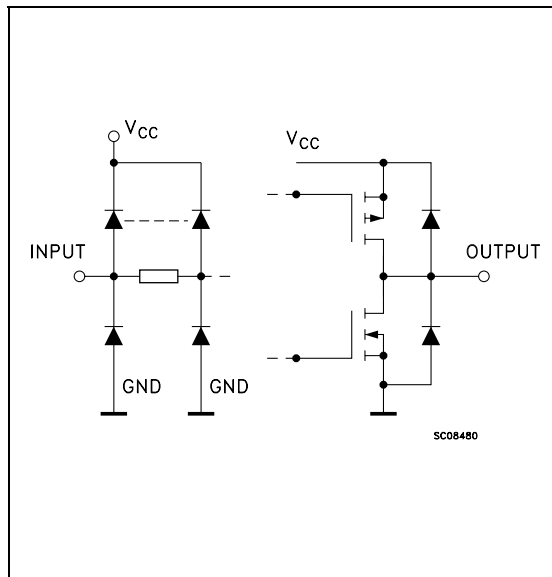 VCC
VCC
INPUT
OUTPUT
GND
GND
SC08480